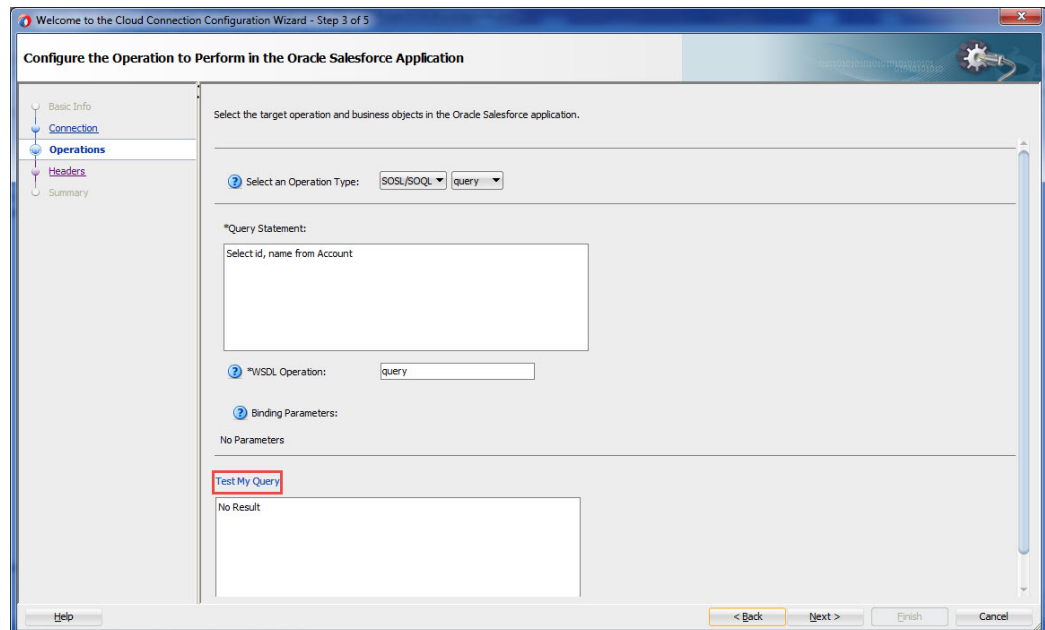 Welcome to the Cloud Connection Configuration Wizard - Step 3 of 5
Configure the Operation to Perform in the Oracle Salesforce Application
Basic Info
Connection
Operations
Headers
Summary
Select the target operation and business objects in the Oracle Salesforce application.
Select an Operation Type: SOSL/SOQL query
*Query Statement:
Select id, name from Account
*WSDL Operation: query
Binding Parameters:
No Parameters
Test My Query
No Result
Help < Back Next > Finish Cancel